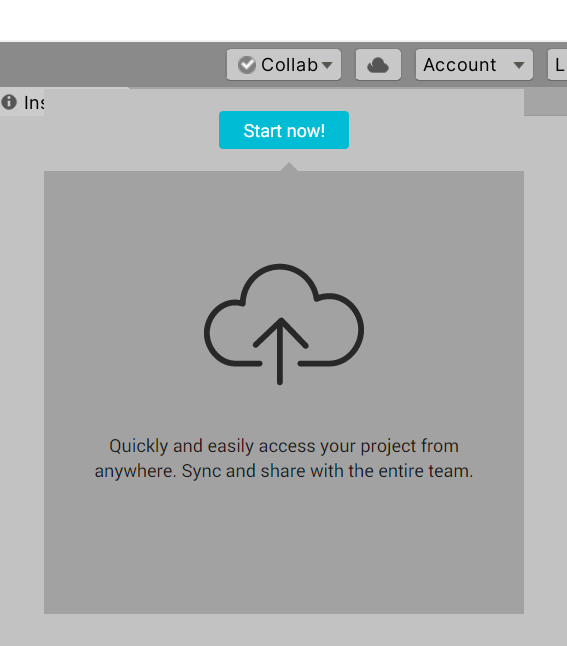 Collab
Account
L
Ins
Start now!
Quickly and easily access your project from
anywhere. Sync and share with the entire team.